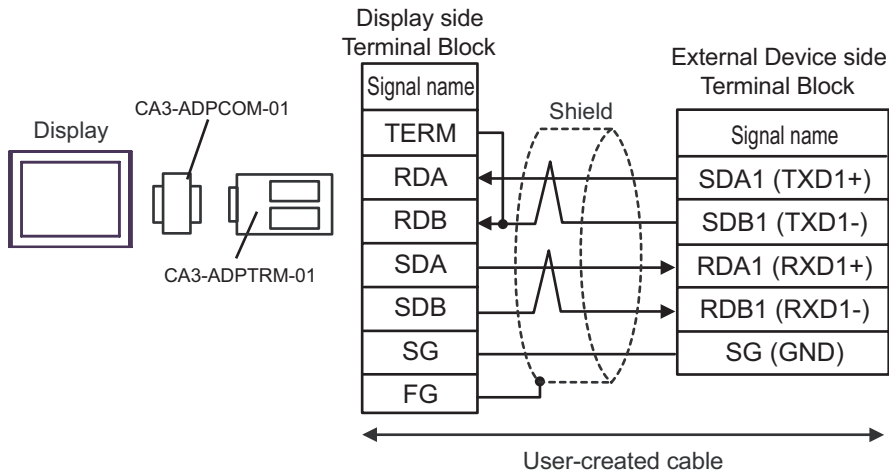 Display side
Terminal Block
External Device side
Terminal Block
CA3-ADPCOM-01
Display
CA3-ADPTRM-01
Shield
Signal name
TERM
RDA
RDB
SDA
SDB
SG
FG
Signal name
SDA1 (TXD1+)
SDB1 (TXD1-)
RDA1 (RXD1+)
RDB1 (RXD1-)
SG (GND)
User-created cable